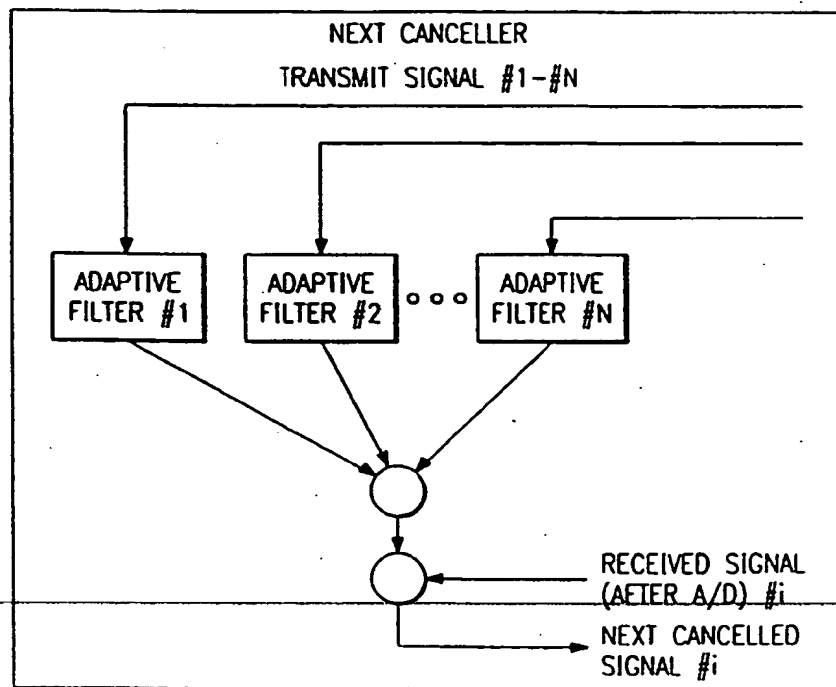 NEXT CANCELLER
TRANSMIT SIGNAL #1-#N
ADAPTIVE
FILTER #1
ADAPTIVE
FILTER #2
ADAPTIVE
FILTER #N
RECEIVED SIGNAL
(AFTER A/D) #i
NEXT CANCELLED
SIGNAL #i